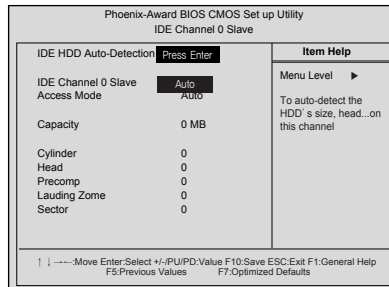 Phoenix-Award BIOS CMOS Set up Utility
IDE Channel 0 Slave
IDE HDD Auto-Detection Press Enter
IDE Channel 0 Slave Auto
Access Mode Auto
Capacity 0 MB
Cylinder 0
Head 0
Precomp 0
Lauding Zome 0
Sector 0
Item Help
Menu Level ▶
To auto-detect the
HDD's size, head...on
this channel
↑↓→←:Move Enter:Select +/-/PU/PD:Value F10:Save ESC:Exit F1:General Help
F5:Previous Values F7:Optimized Defaults